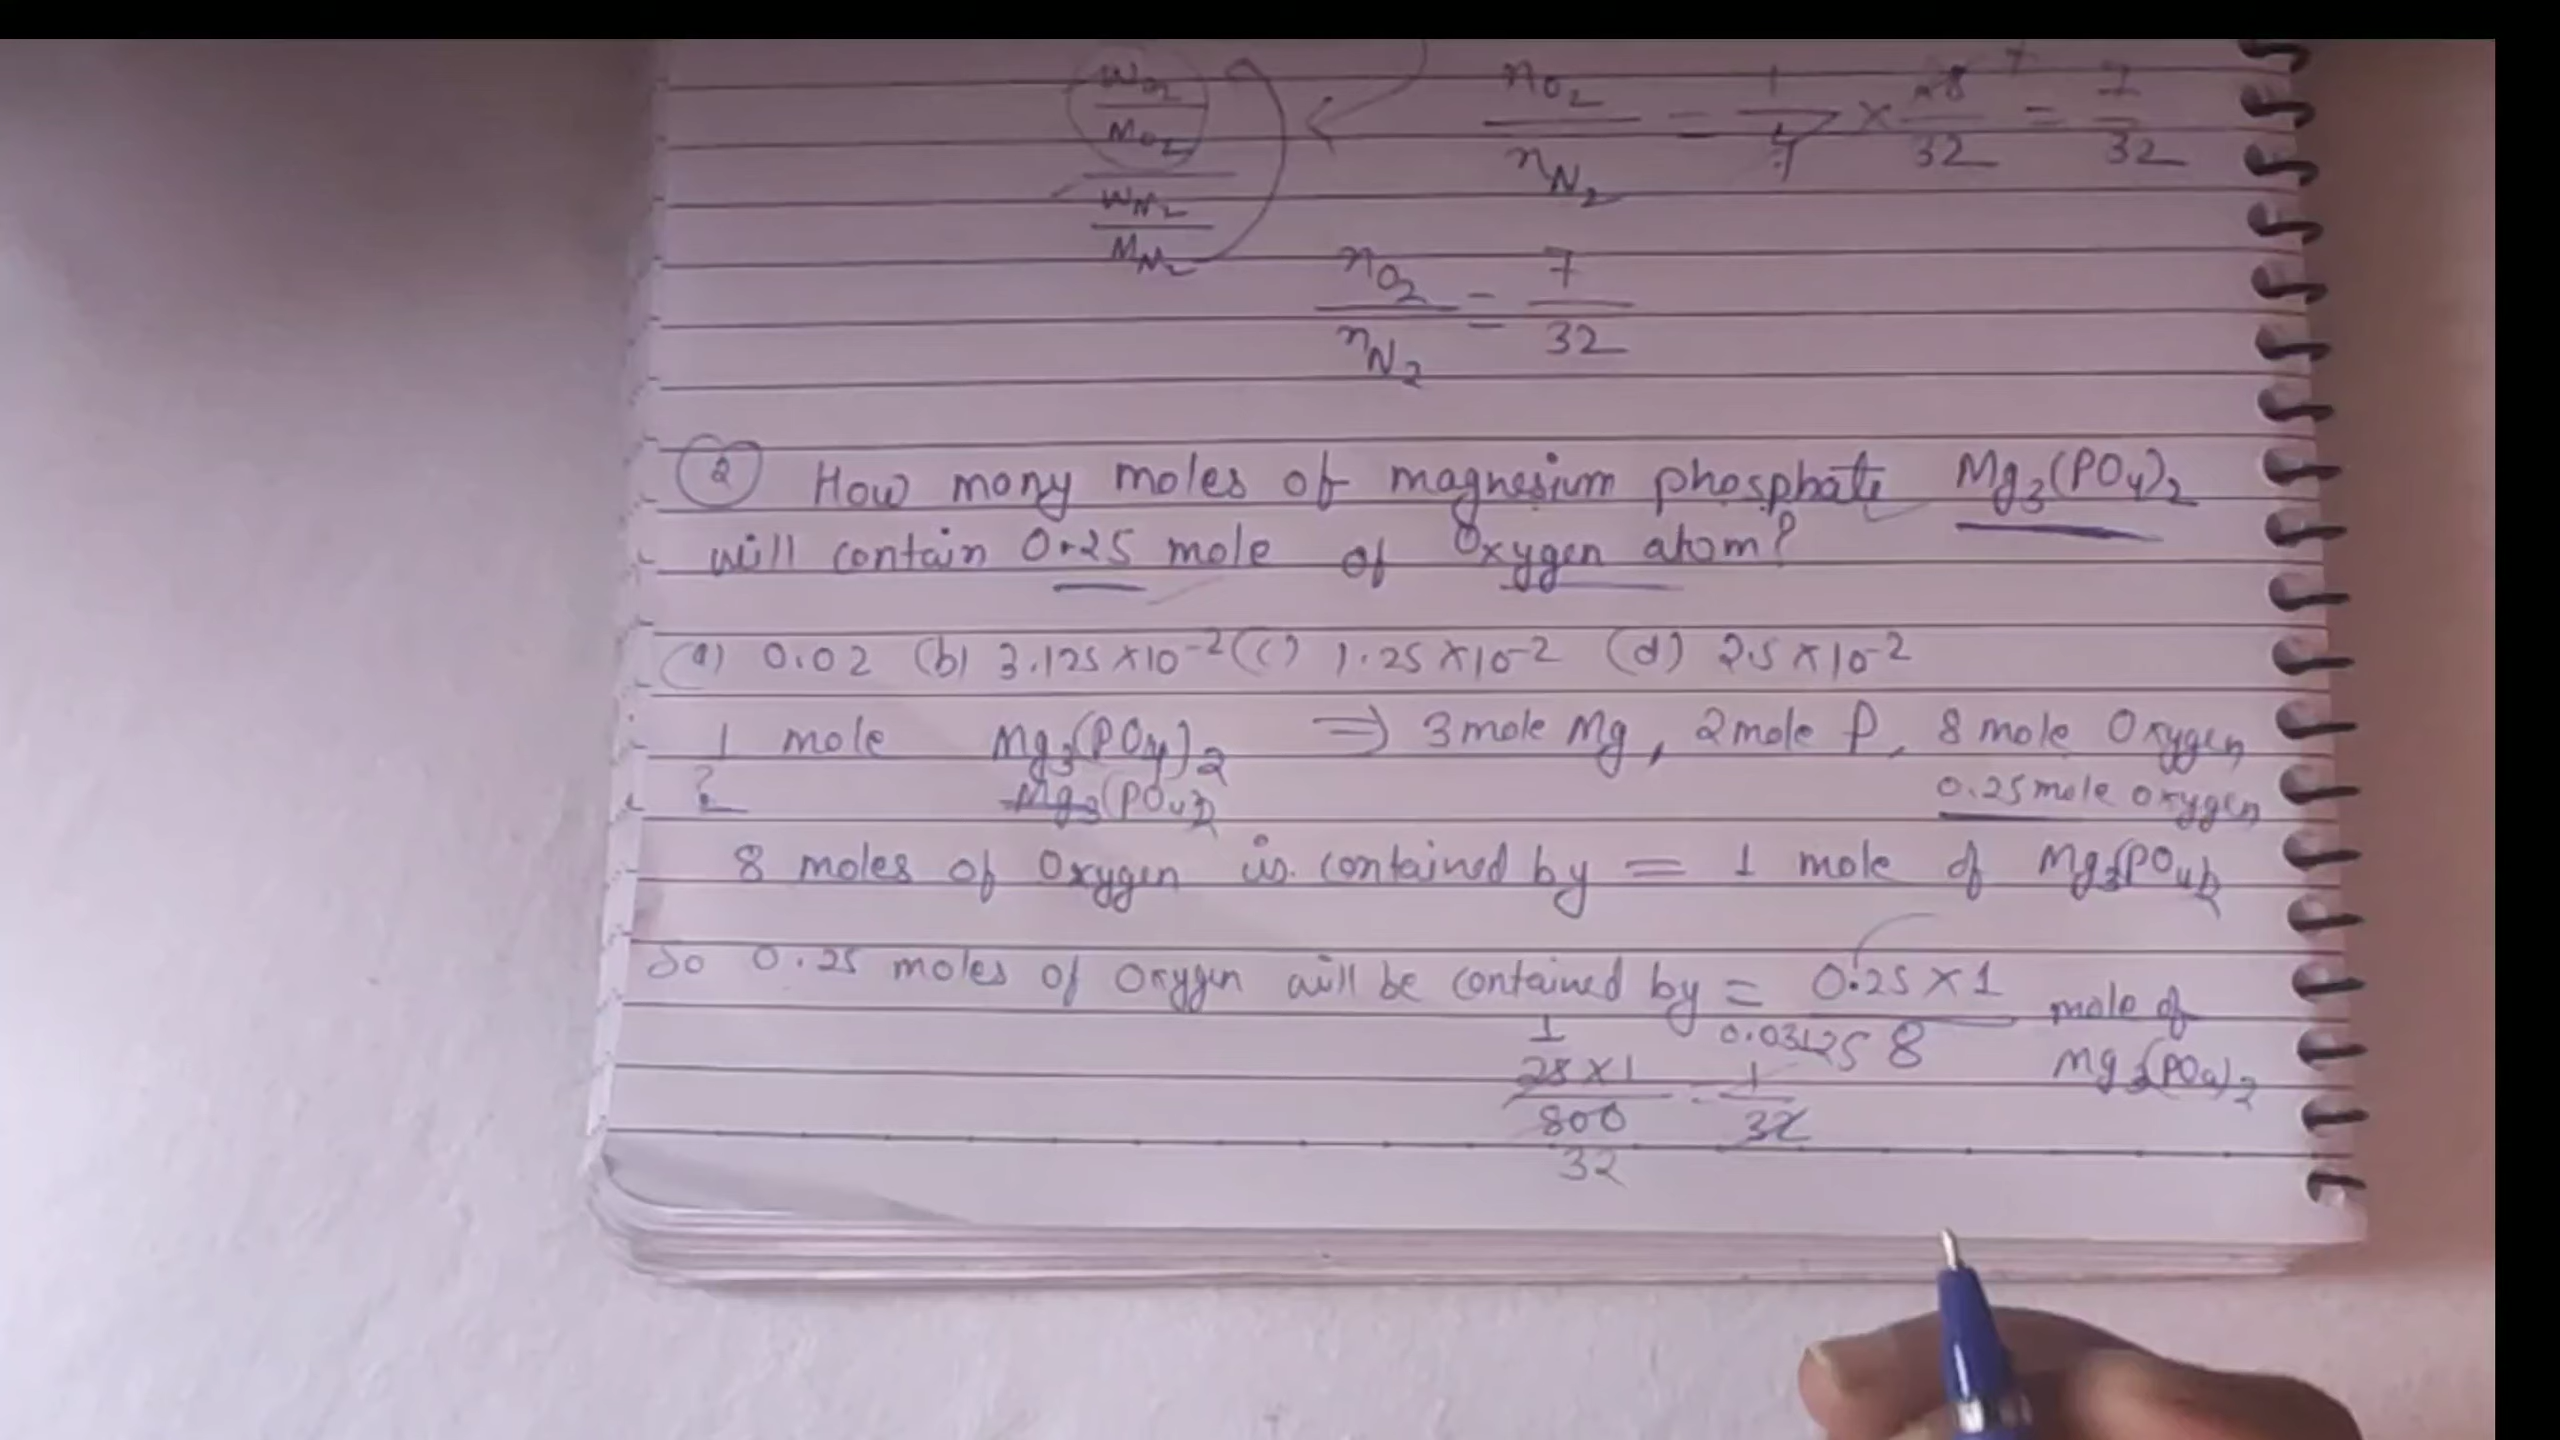 wO2 / MO2
nO2 / nN2 = 1/4 × 28/32 = 7/32
7
wN2 / MN2
nO2 / nN2 = 7/32
② How many moles of magnesium phosphate Mg3(PO4)2
will contain 0.25 mole of Oxygen atom?
(a) 0.02 (b) 3.125 × 10^-2 (c) 1.25 × 10^-2 (d) 2.5 × 10^-2
1 mole Mg3(PO4)2 ⇒ 3 mole Mg, 2 mole P, 8 mole Oxygen
? Mg3(PO4)2 0.25 mole oxygen
8 moles of Oxygen is contained by = 1 mole of Mg3(PO4)2
So 0.25 moles of Oxygen will be contained by = 0.25 × 1 / 8 mole of
Mg3(PO4)2
1 0.03125
25 × 1 / 800 = 1/32
32